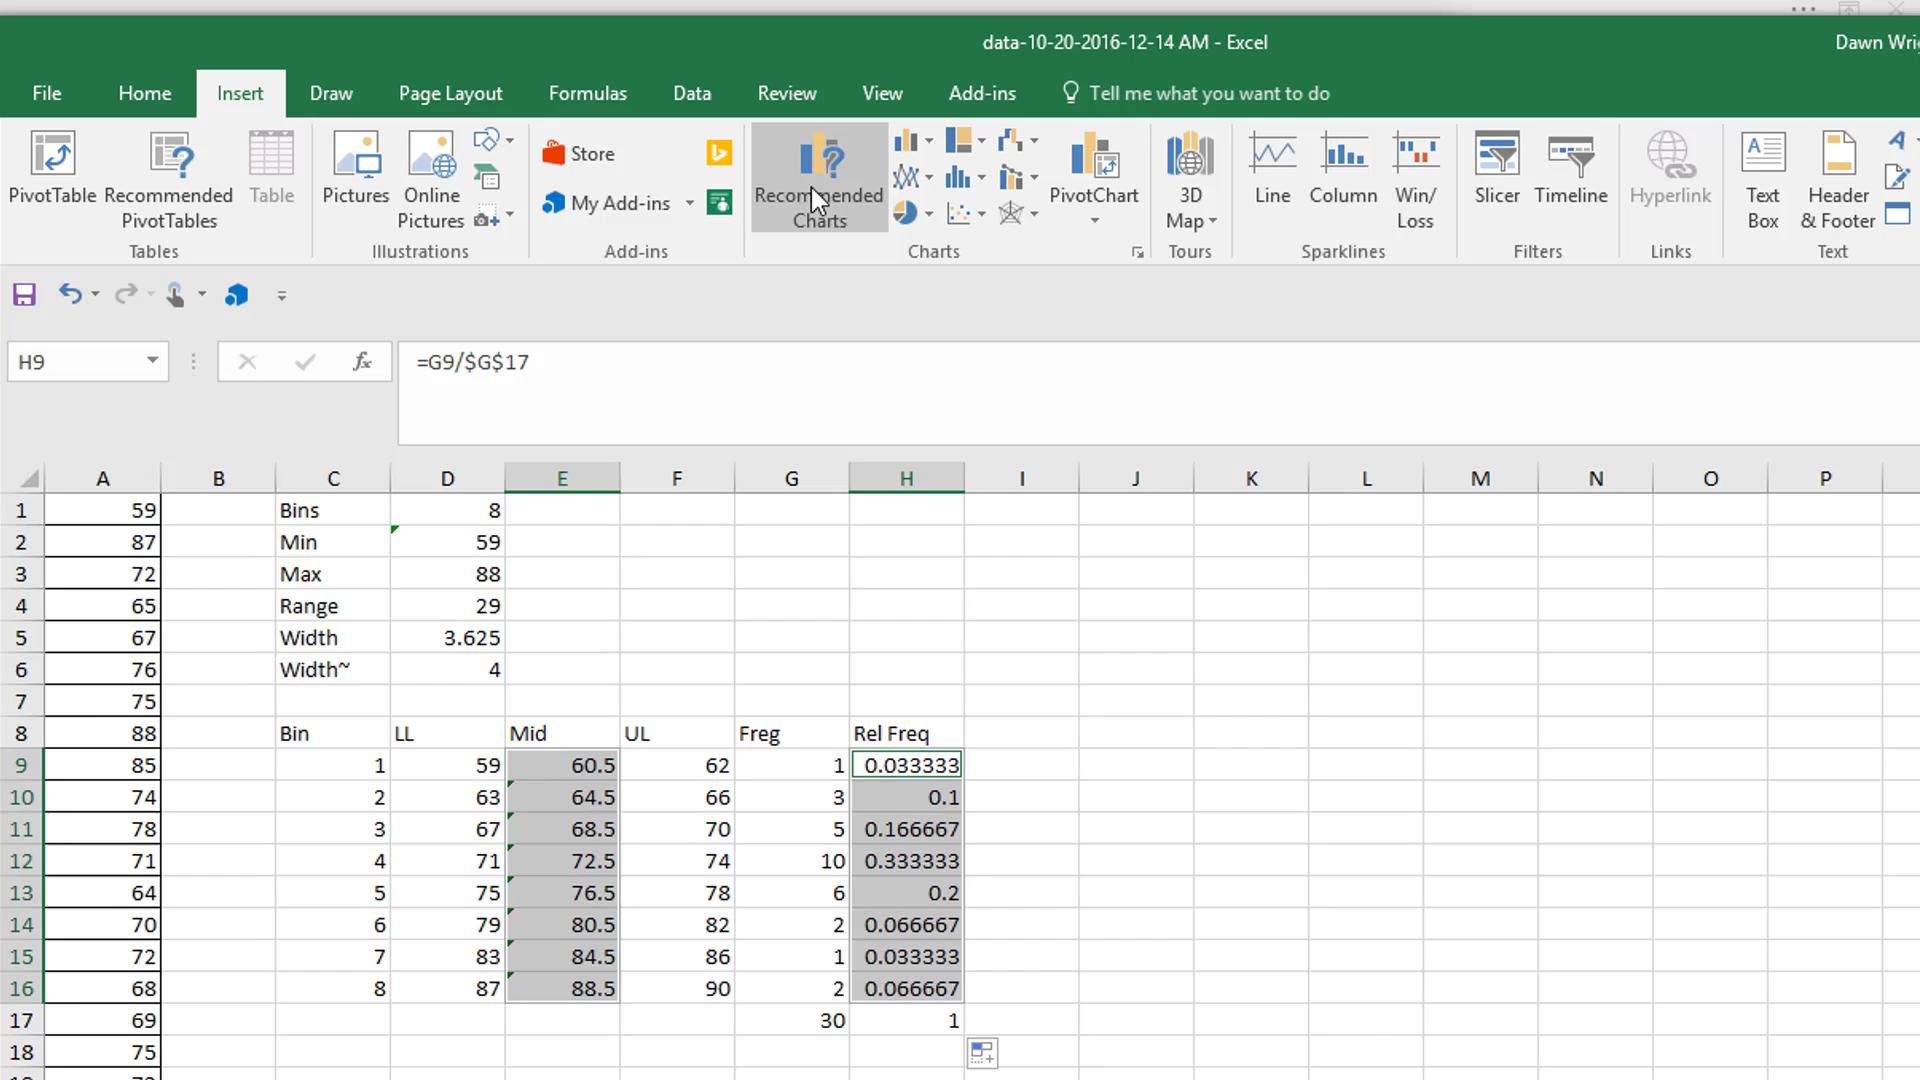 data-10-20-2016-12-14 AM - Excel
Dawn Wri
File Home Insert Draw Page Layout Formulas Data Review View Add-ins Tell me what you want to do
PivotTable Recommended PivotTables Table Pictures Online Pictures Store My Add-ins Recommended Charts PivotChart 3D Map Line Column Win/ Loss Slicer Timeline Hyperlink Text Box Header & Footer
Tables Illustrations Add-ins Charts Tours Sparklines Filters Links Text
H9 fx =G9/$G$17
A B C D E F G H I J K L M N O P
1 59 Bins 8
2 87 Min 59
3 72 Max 88
4 65 Range 29
5 67 Width 3.625
6 76 Width~ 4
7 75
8 88 Bin LL Mid UL Freg Rel Freq
9 85 1 59 60.5 62 1 0.033333
10 74 2 63 64.5 66 3 0.1
11 78 3 67 68.5 70 5 0.166667
12 71 4 71 72.5 74 10 0.333333
13 64 5 75 76.5 78 6 0.2
14 70 6 79 80.5 82 2 0.066667
15 72 7 83 84.5 86 1 0.033333
16 68 8 87 88.5 90 2 0.066667
17 69 30 1
18 75